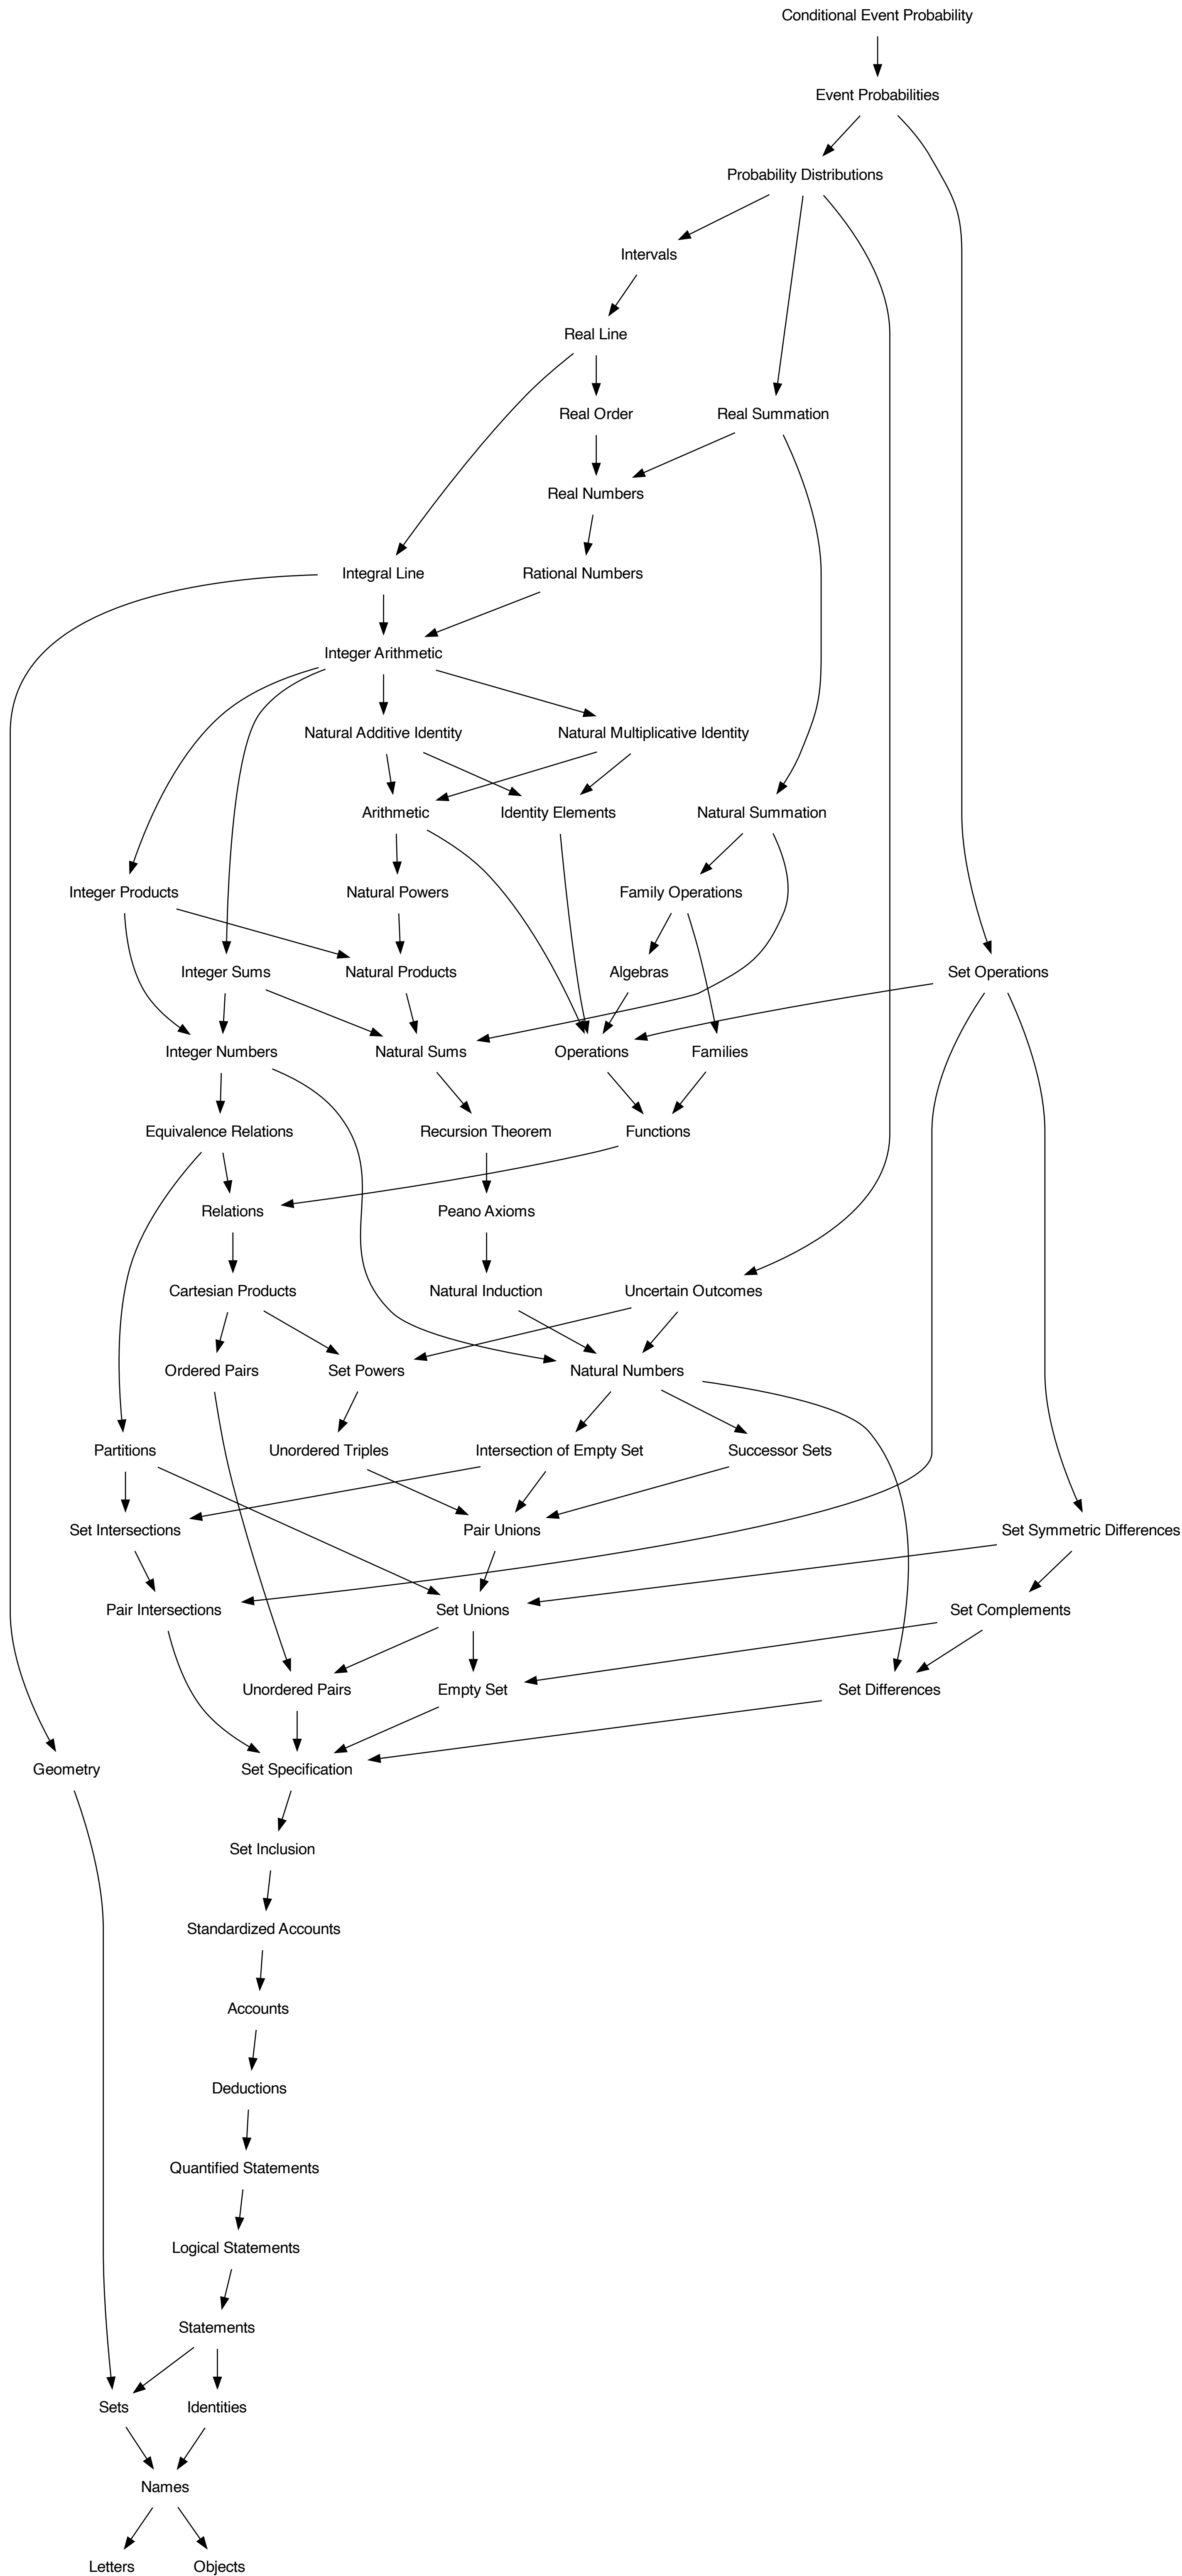 Conditional Event Probability
Event Probabilities
Probability Distributions
Intervals
Real Line
Real Order
Real Summation
Real Numbers
Integral Line
Rational Numbers
Integer Arithmetic
Natural Additive Identity
Natural Multiplicative Identity
Arithmetic
Identity Elements
Natural Summation
Integer Products
Natural Powers
Family Operations
Integer Sums
Natural Products
Algebras
Set Operations
Integer Numbers
Natural Sums
Operations
Families
Equivalence Relations
Recursion Theorem
Functions
Relations
Peano Axioms
Cartesian Products
Natural Induction
Uncertain Outcomes
Ordered Pairs
Set Powers
Natural Numbers
Partitions
Unordered Triples
Intersection of Empty Set
Successor Sets
Set Intersections
Pair Unions
Set Symmetric Differences
Pair Intersections
Set Unions
Set Complements
Unordered Pairs
Empty Set
Set Differences
Geometry
Set Specification
Set Inclusion
Standardized Accounts
Accounts
Deductions
Quantified Statements
Logical Statements
Statements
Sets
Identities
Names
Letters
Objects